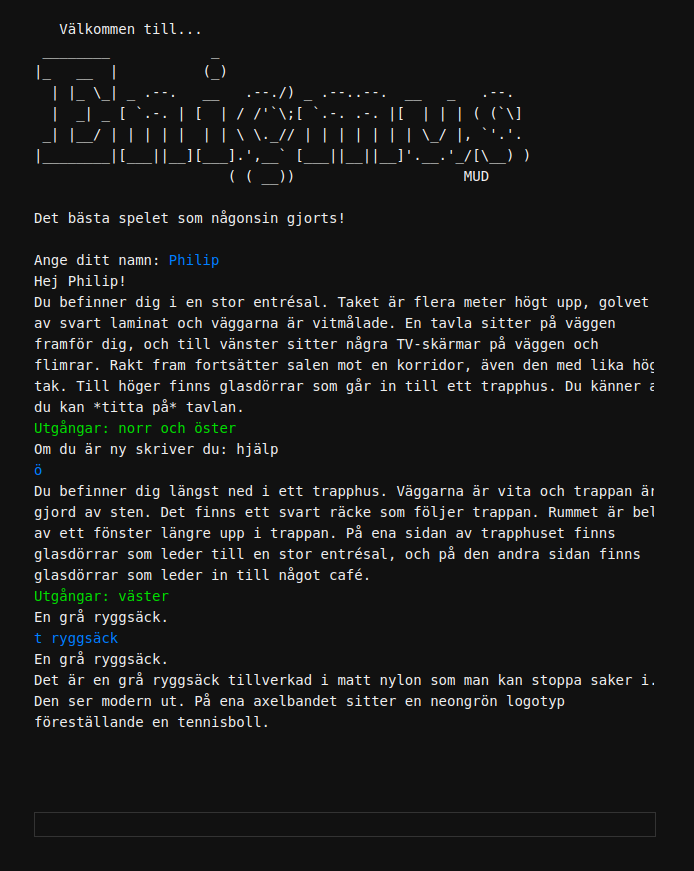 Välkommen till...
 ________            _
|_   __  |          (_)
  | |_ \_| _ .--.   __   .--./) _ .--..--.  __   _   .--.
  |  _| _ [ `.-. | [  | / /'`\;[ `.-. .-. |[  | | | ( (`\]
 _| |__/ | | | | |  | | \ \._// | | | | | | | \_/ |, `'.'.
|________|[___||__][___].',__` [___||__||__]'.__.'_/[\__) )
                       ( ( __))                    MUD
Det bästa spelet som någonsin gjorts!
Ange ditt namn: Philip
Hej Philip!
Du befinner dig i en stor entrésal. Taket är flera meter högt upp, golvet
av svart laminat och väggarna är vitmålade. En tavla sitter på väggen
framför dig, och till vänster sitter några TV-skärmar på väggen och
flimrar. Rakt fram fortsätter salen mot en korridor, även den med lika
tak. Till höger finns glasdörrar som går in till ett trapphus. Du känner
du kan *titta på* tavlan.
Utgångar: norr och öster
Om du är ny skriver du: hjälp
ö
Du befinner dig längst ned i ett trapphus. Väggarna är vita och trappan är
gjord av sten. Det finns ett svart räcke som följer trappan. Rummet är
av ett fönster längre upp i trappan. På ena sidan av trapphuset finns
glasdörrar som leder till en stor entrésal, och på den andra sidan finns
glasdörrar som leder in till något café.
Utgångar: väster
En grå ryggsäck.
t ryggsäck
En grå ryggsäck.
Det är en grå ryggsäck tillverkad i matt nylon som man kan stoppa saker i.
Den ser modern ut. På ena axelbandet sitter en neongrön logotyp
föreställande en tennisboll.